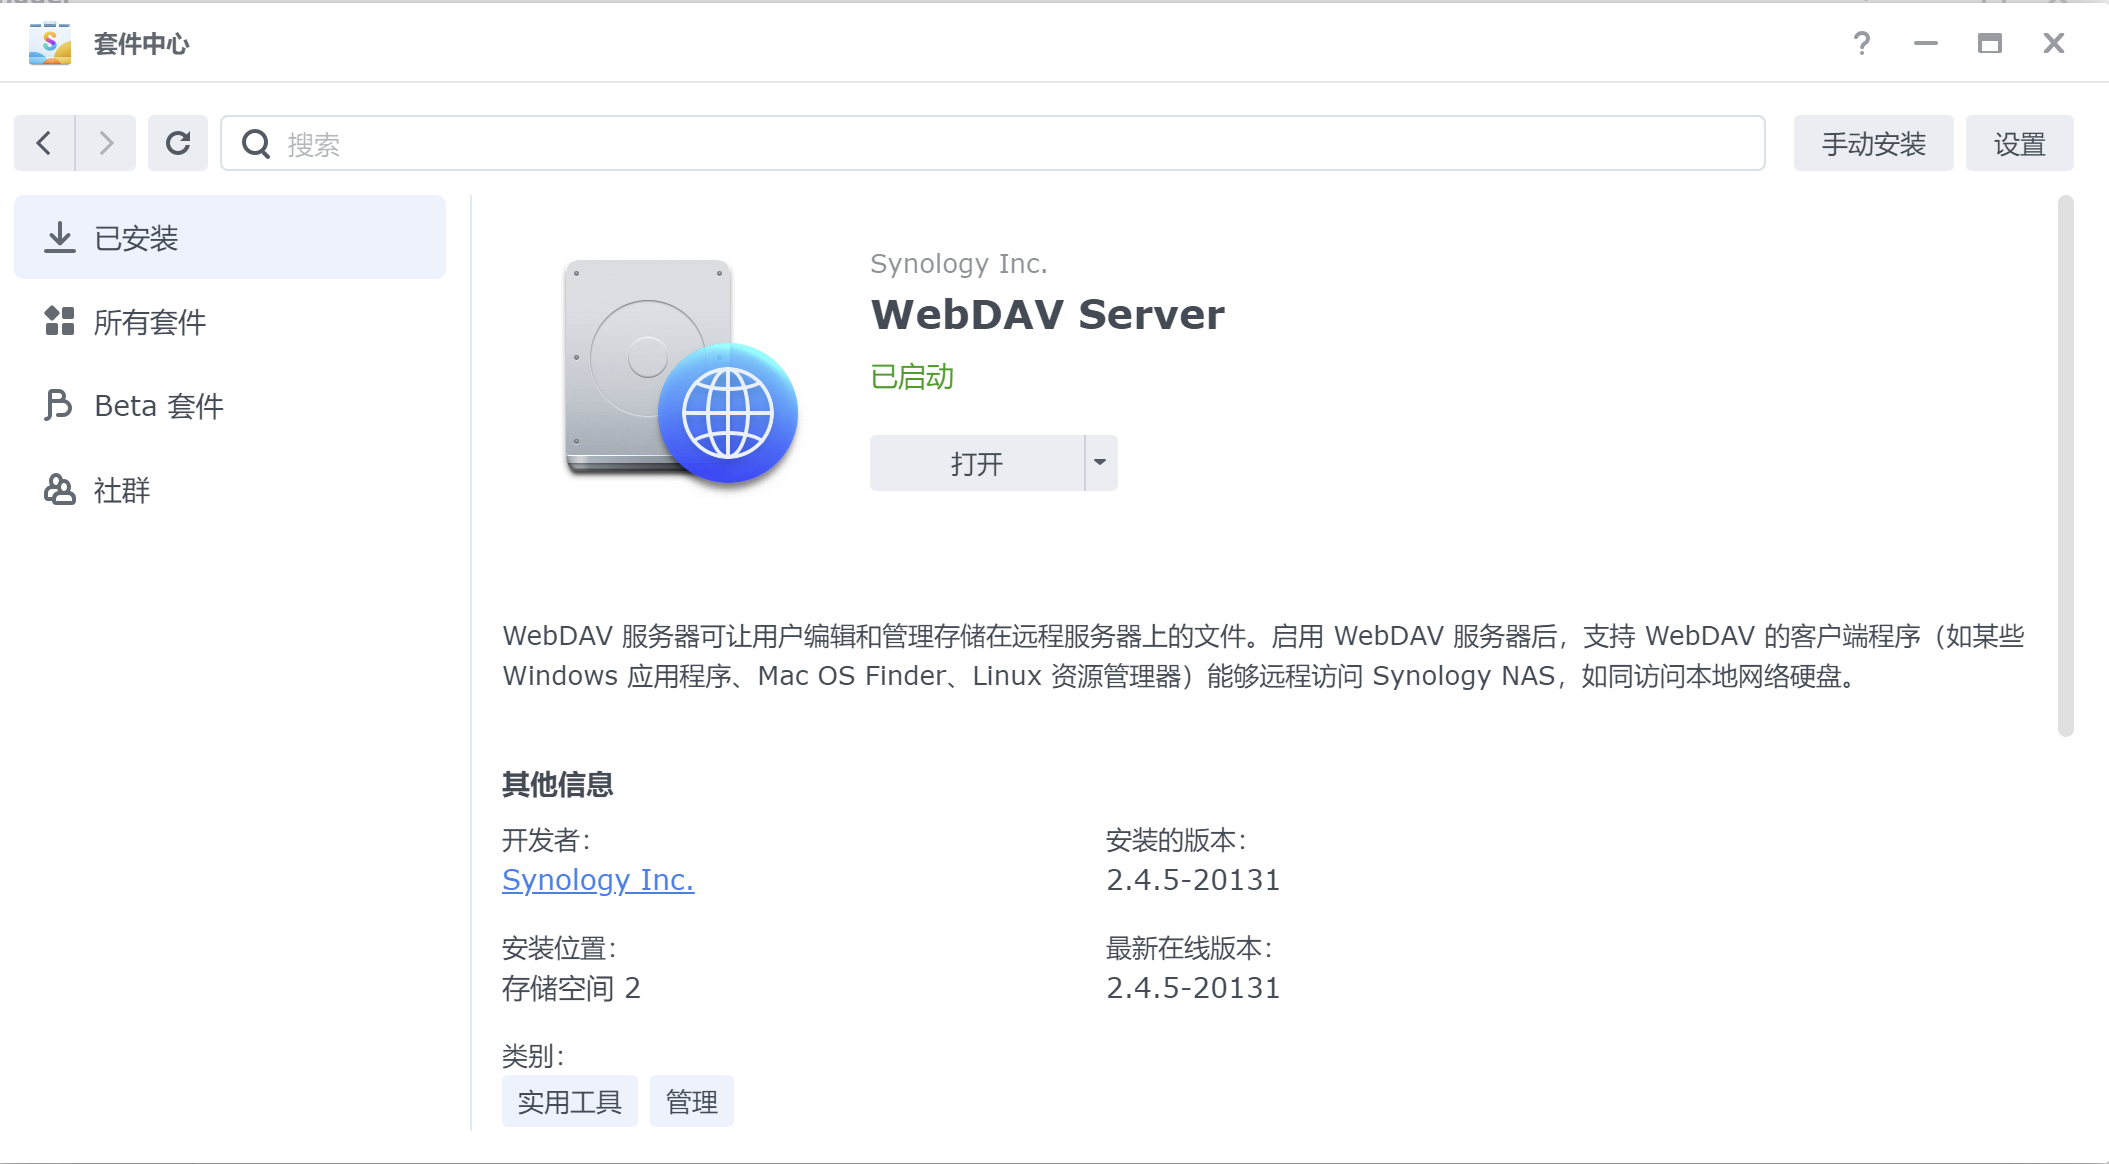 套件中心
搜索
手动安装
设置
已安装
所有套件
Beta 套件
社群
Synology Inc.
WebDAV Server
已启动
打开
WebDAV 服务器可让用户编辑和管理存储在远程服务器上的文件。启用 WebDAV 服务器后，支持 WebDAV 的客户端程序（如某些
Windows 应用程序、Mac OS Finder、Linux 资源管理器）能够远程访问 Synology NAS，如同访问本地网络硬盘。
其他信息
开发者：
Synology Inc.
安装的版本：
2.4.5-20131
安装位置：
存储空间 2
最新在线版本：
2.4.5-20131
类别：
实用工具
管理